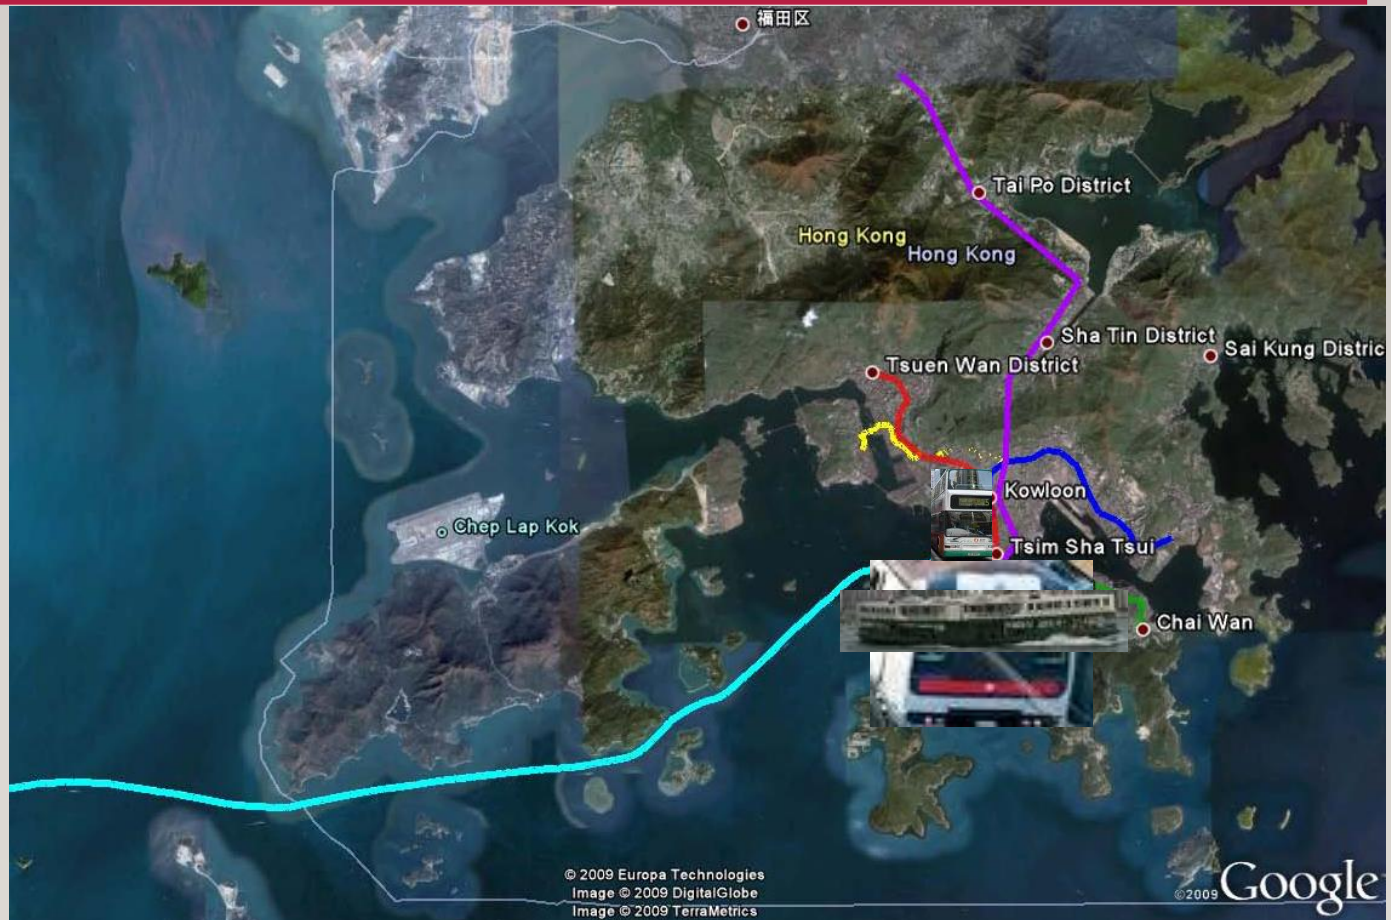 福田区
Tai Po District
Hong Kong
Hong Kong
Sha Tin District
Sai Kung Distric
Tsuen Wan District
Kowloon
Chep Lap Kok
Tsim Sha Tsui
Chai Wan
© 2009 Europa Technologies
Image © 2009 DigitalGlobe
Image © 2009 TerraMetrics
©2009 Google